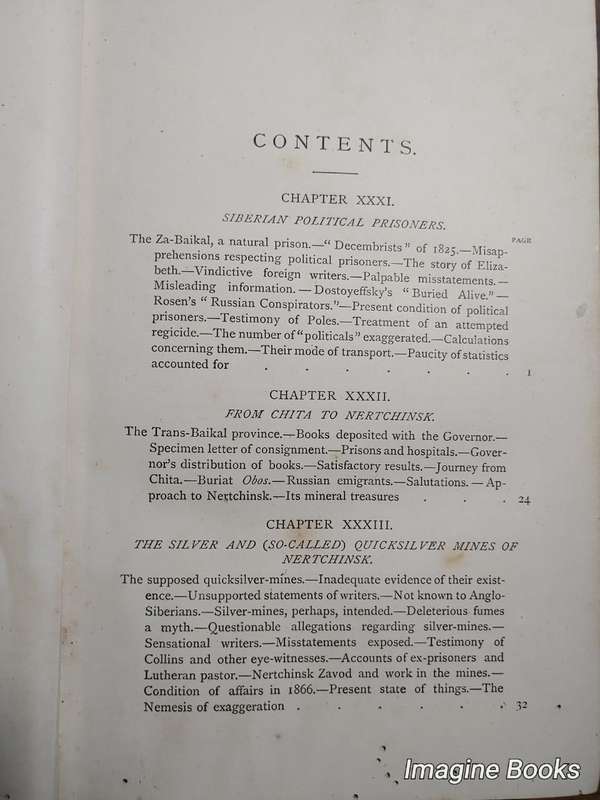 CONTENTS.
CHAPTER XXXI.
SIBERIAN POLITICAL PRISONERS.
PAGE
The Za-Baikal, a natural prison.—“Decembrists” of 1825.—Misap-
prehensions respecting political prisoners.—The story of Eliza-
beth.—Vindictive foreign writers.—Palpable misstatements.—
Misleading information.—Dostoyeffsky's “Buried Alive.”—
Rosen's “Russian Conspirators.”—Present condition of political
prisoners.—Testimony of Poles.—Treatment of an attempted
regicide.—The number of “politicals” exaggerated.—Calculations
concerning them.—Their mode of transport.—Paucity of statistics
accounted for . . . . . . . 1
CHAPTER XXXII.
FROM CHITA TO NERTCHINSK.
The Trans-Baikal province.—Books deposited with the Governor.—
Specimen letter of consignment.—Prisons and hospitals.—Gover-
nor's distribution of books.—Satisfactory results.—Journey from
Chita.—Buriat Obos.—Russian emigrants.—Salutations.—Ap-
proach to Nertchinsk.—Its mineral treasures . . . 24
CHAPTER XXXIII.
THE SILVER AND (SO-CALLED) QUICKSILVER MINES OF
NERTCHINSK.
The supposed quicksilver-mines.—Inadequate evidence of their exist-
ence.—Unsupported statements of writers.—Not known to Anglo-
Siberians.—Silver-mines, perhaps, intended.—Deleterious fumes
a myth.—Questionable allegations regarding silver-mines.—
Sensational writers.—Misstatements exposed.—Testimony of
Collins and other eye-witnesses.—Accounts of ex-prisoners and
Lutheran pastor.—Nertchinsk Zavod and work in the mines.—
Condition of affairs in 1866.—Present state of things.—The
Nemesis of exaggeration . . . . . . 32
Imagine Books